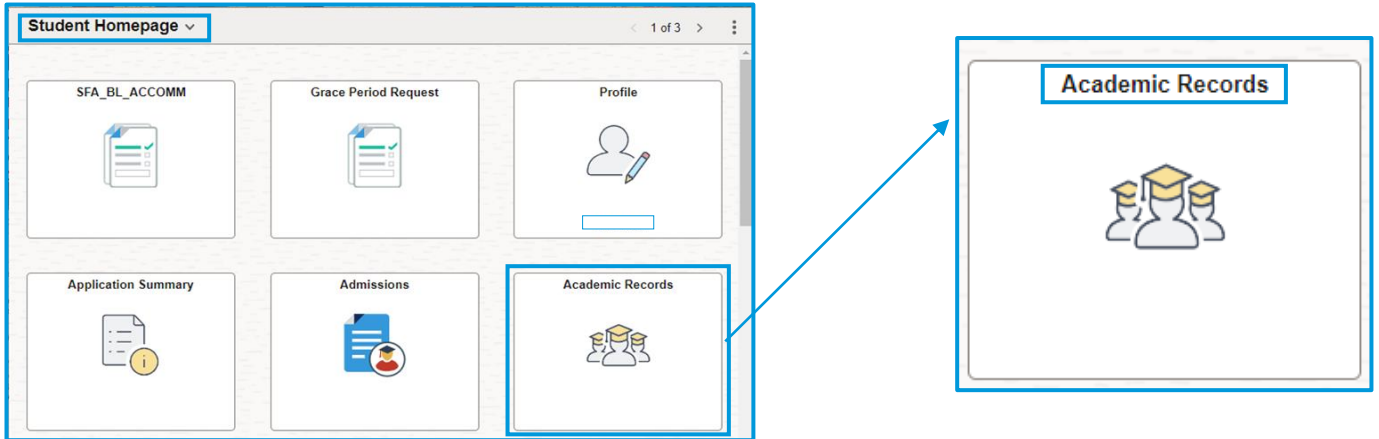 Student Homepage
1 of 3
SFA_BL_ACCOMM
Grace Period Request
Profile
Application Summary
Admissions
Academic Records
i
Academic Records